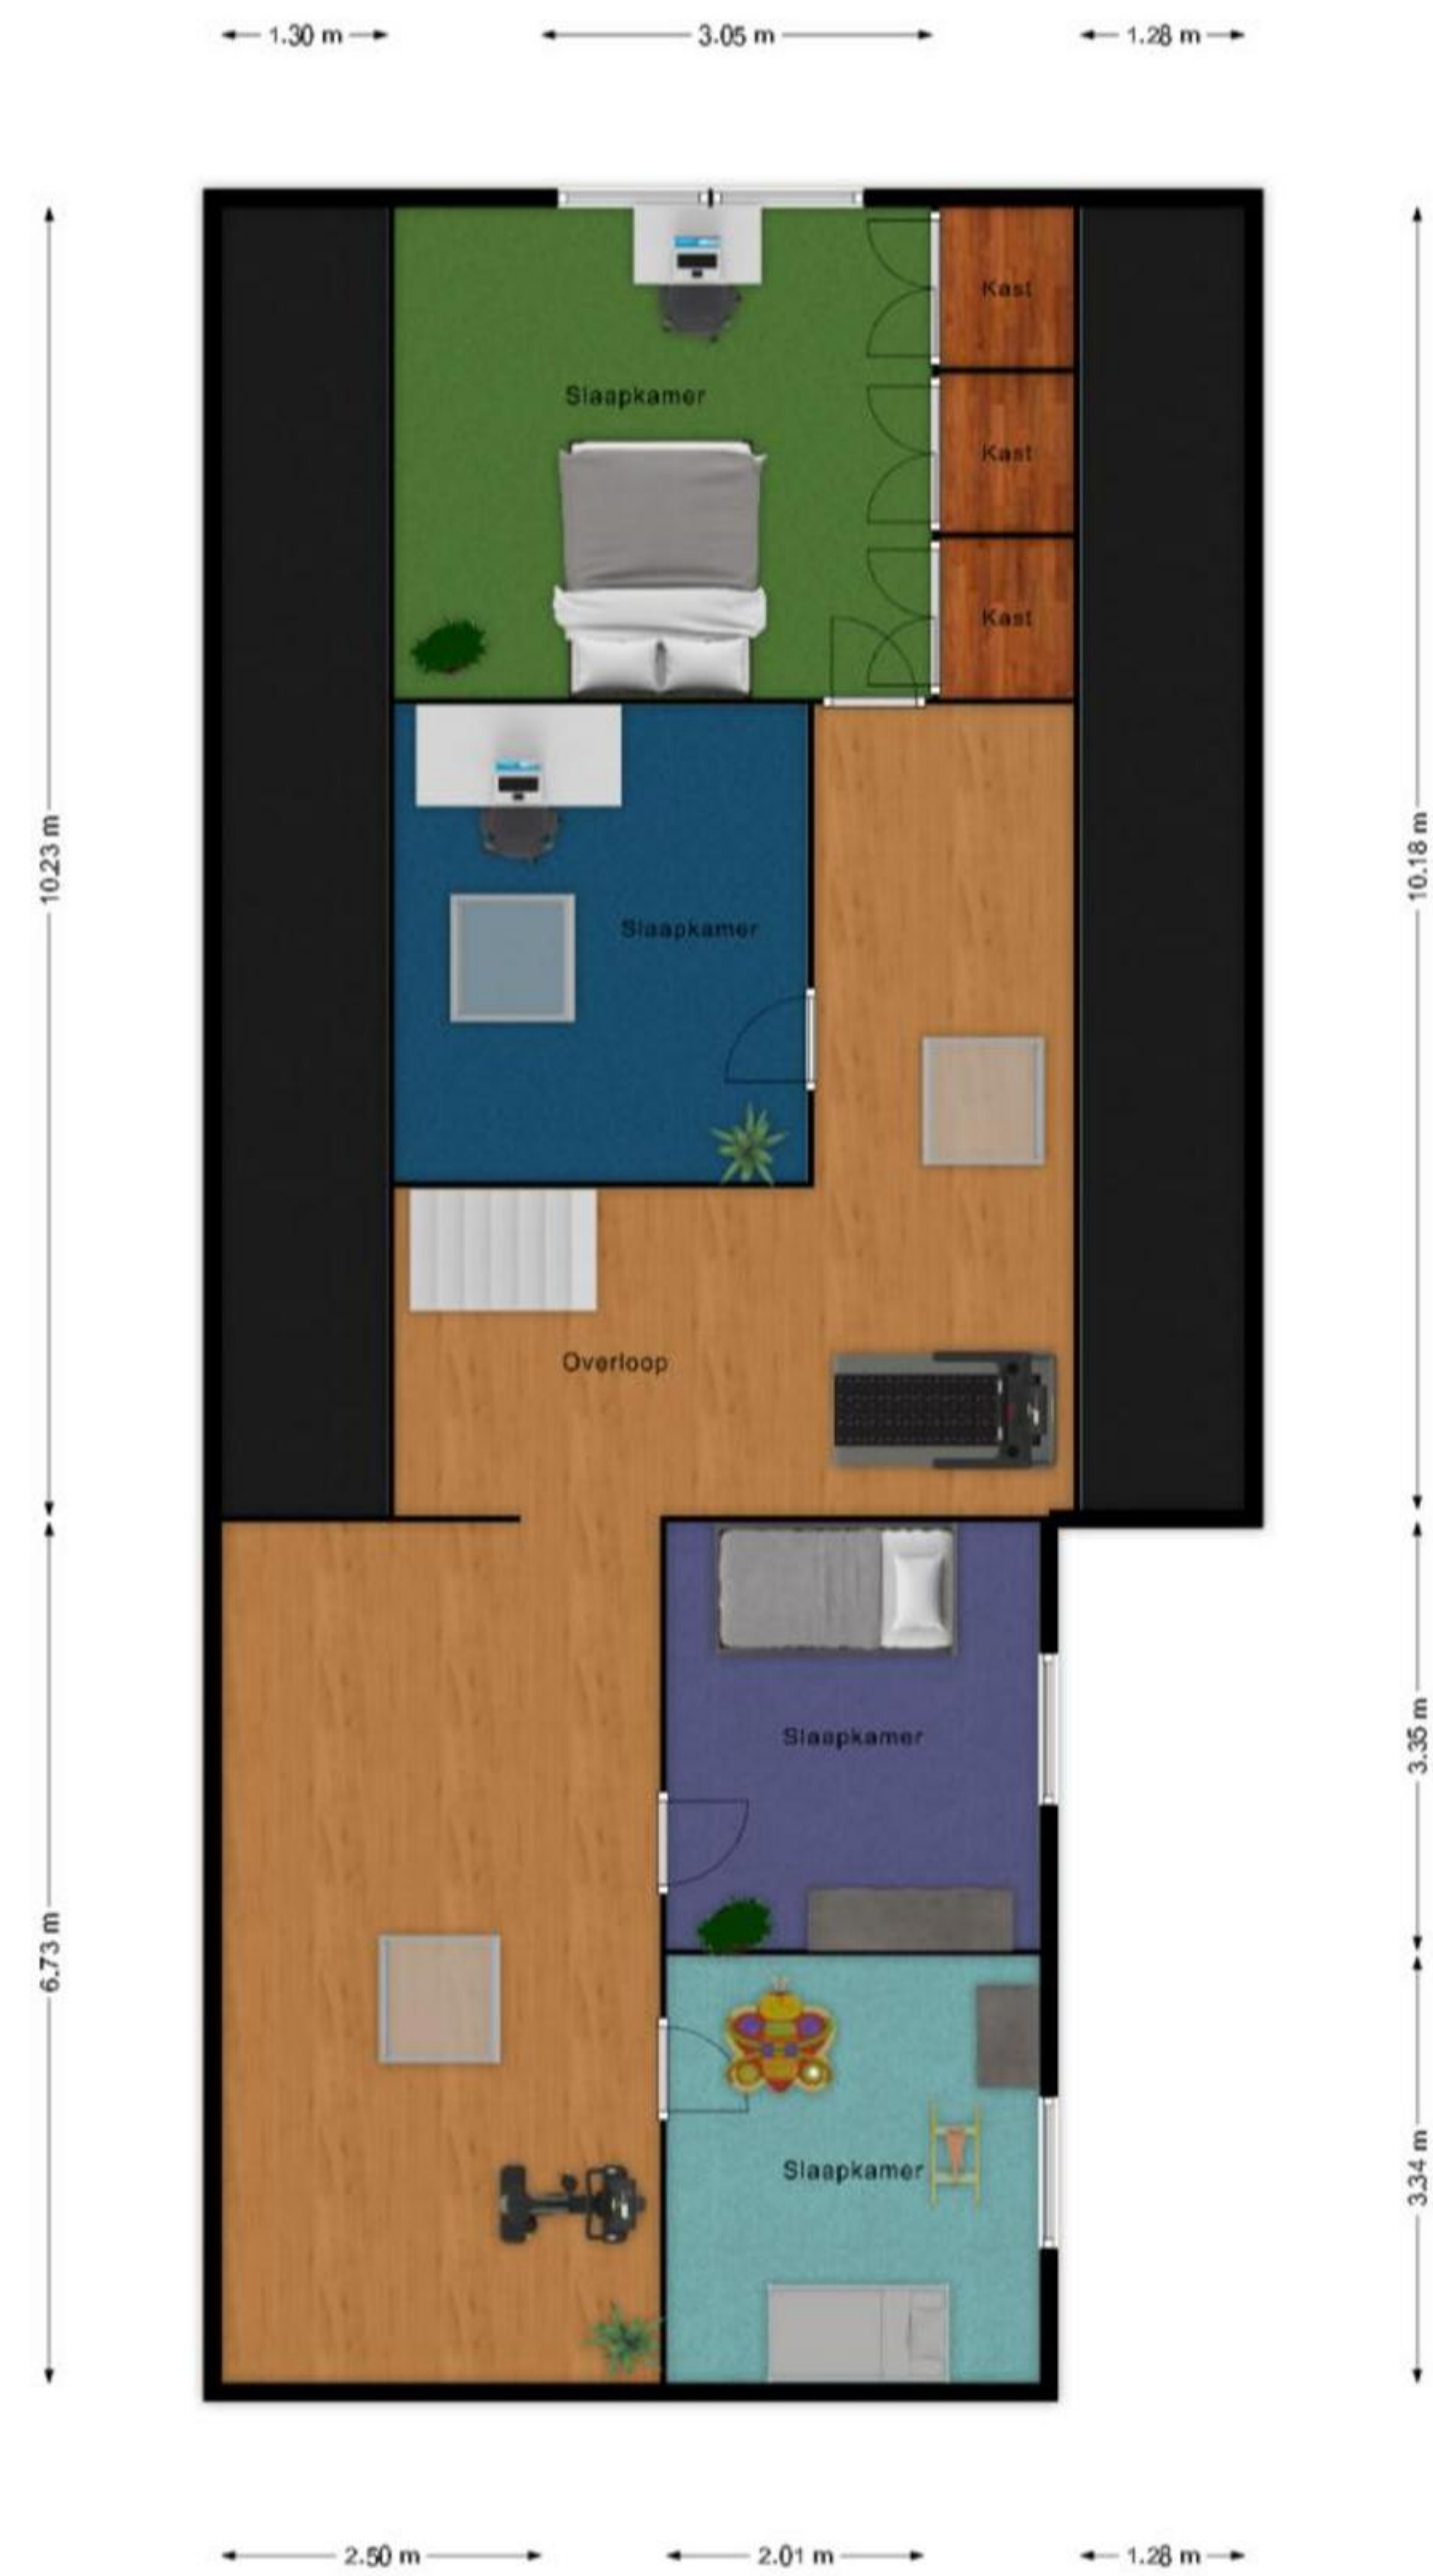 1.30 m
3.05 m
1.28 m
Kast
Slaapkamer
Kast
Kast
10.23 m
10.18 m
Slaapkamer
Overloop
Slaapkamer
3.35 m
6.73 m
Slaapkamer
3.34 m
2.50 m
2.01 m
1.28 m